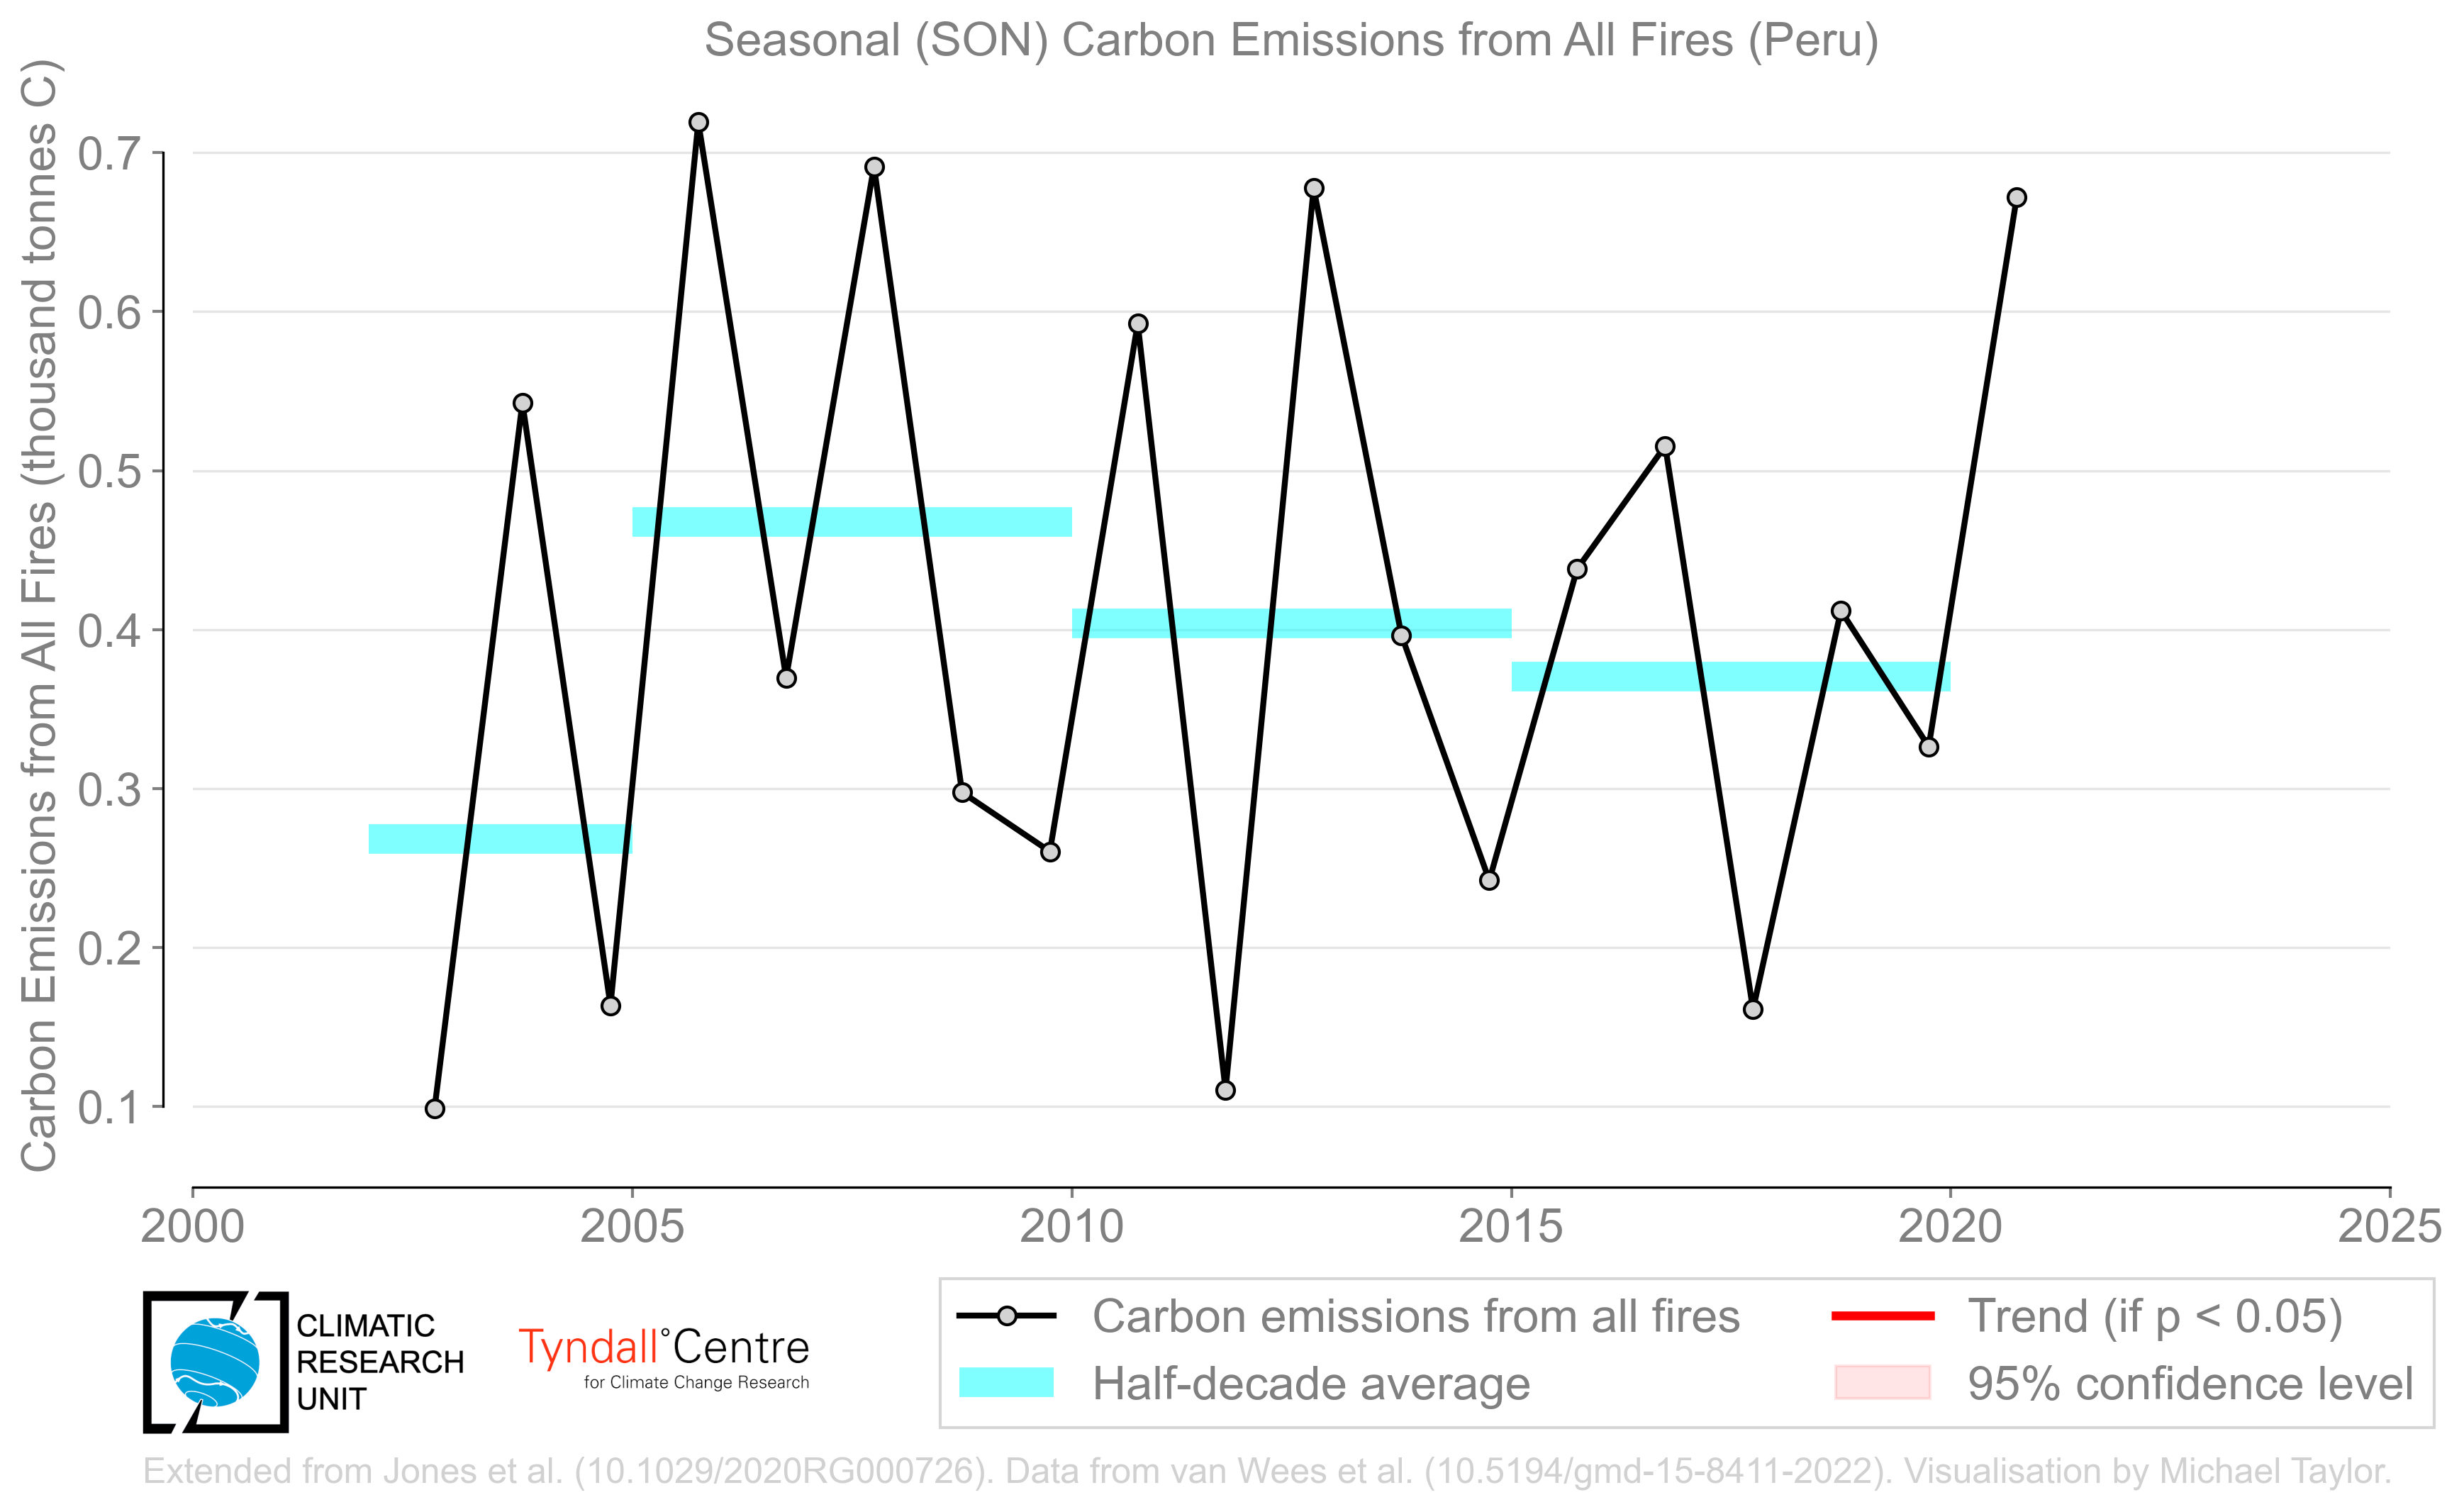 Seasonal (SON) Carbon Emissions from All Fires (Peru)
Carbon Emissions from All Fires (thousand tonnes C)
0.7
0.6
0.5
0.4
0.3
0.2
0.1
2000
2005
2010
2015
2020
2025
CLIMATIC
RESEARCH
UNIT
Tyndall°Centre
for Climate Change Research
Carbon emissions from all fires
Half-decade average
Trend (if p < 0.05)
95% confidence level
Extended from Jones et al. (10.1029/2020RG000726). Data from van Wees et al. (10.5194/gmd-15-8411-2022). Visualisation by Michael Taylor.